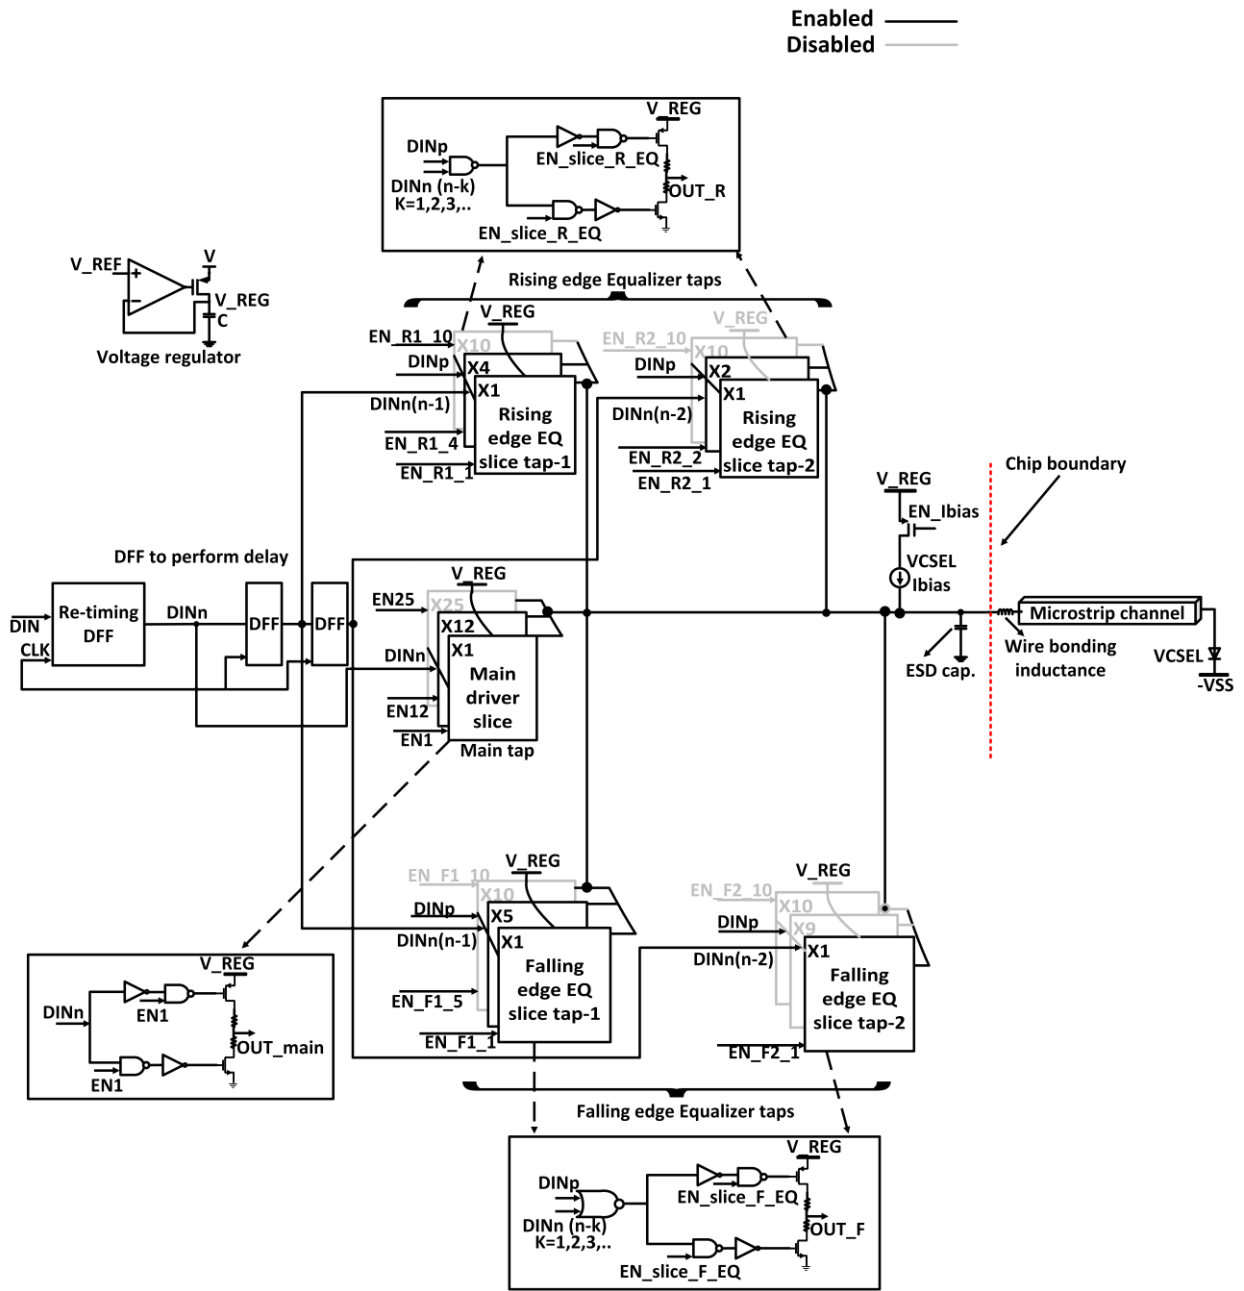 Enabled
Disabled
V_REG
DINp
EN_slice_R_EQ
DINn (n-k)
K=1,2,3,..
OUT_R
EN_slice_R_EQ
V_REF
+
-
V
V_REG
C
Voltage regulator
Rising edge Equalizer taps
V_REG
EN_R1_10
X10
DINp
X4
X1
DINn(n-1)
Rising
edge EQ
slice tap-1
EN_R1_4
EN_R1_1
V_REG
EN_R2_10
X10
DINp
X2
X1
DINn(n-2)
Rising
edge EQ
slice tap-2
EN_R2_2
EN_R2_1
Chip boundary
V_REG
EN_Ibias
VCSEL
Ibias
DFF to perform delay
DIN
CLK
Re-timing
DFF
DINn
DFF
DFF
V_REG
EN25
X25
X12
X1
DINn
Main
driver
slice
EN12
EN1
Main tap
ESD cap.
Wire bonding
inductance
Microstrip channel
VCSEL
-VSS
V_REG
EN_F1_10
X10
DINp
X5
X1
DINn(n-1)
Falling
edge EQ
slice tap-1
EN_F1_5
EN_F1_1
V_REG
EN_F2_10
X10
DINp
X9
X1
DINn(n-2)
Falling
edge EQ
slice tap-2
EN_F2_1
V_REG
DINn
EN1
OUT_main
EN1
Falling edge Equalizer taps
V_REG
DINp
EN_slice_F_EQ
DINn (n-k)
K=1,2,3,..
OUT_F
EN_slice_F_EQ